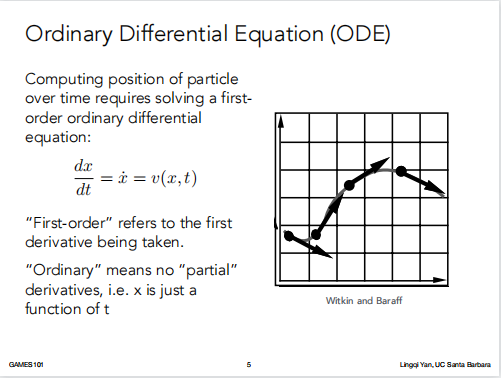 Ordinary Differential Equation (ODE)
Computing position of particle
over time requires solving a first-
order ordinary differential
equation:
dx/dt = ẋ = v(x, t)
“First-order” refers to the first
derivative being taken.
“Ordinary” means no “partial”
derivatives, i.e. x is just a
function of t
Witkin and Baraff
GAMES101
5
Lingqi Yan, UC Santa Barbara